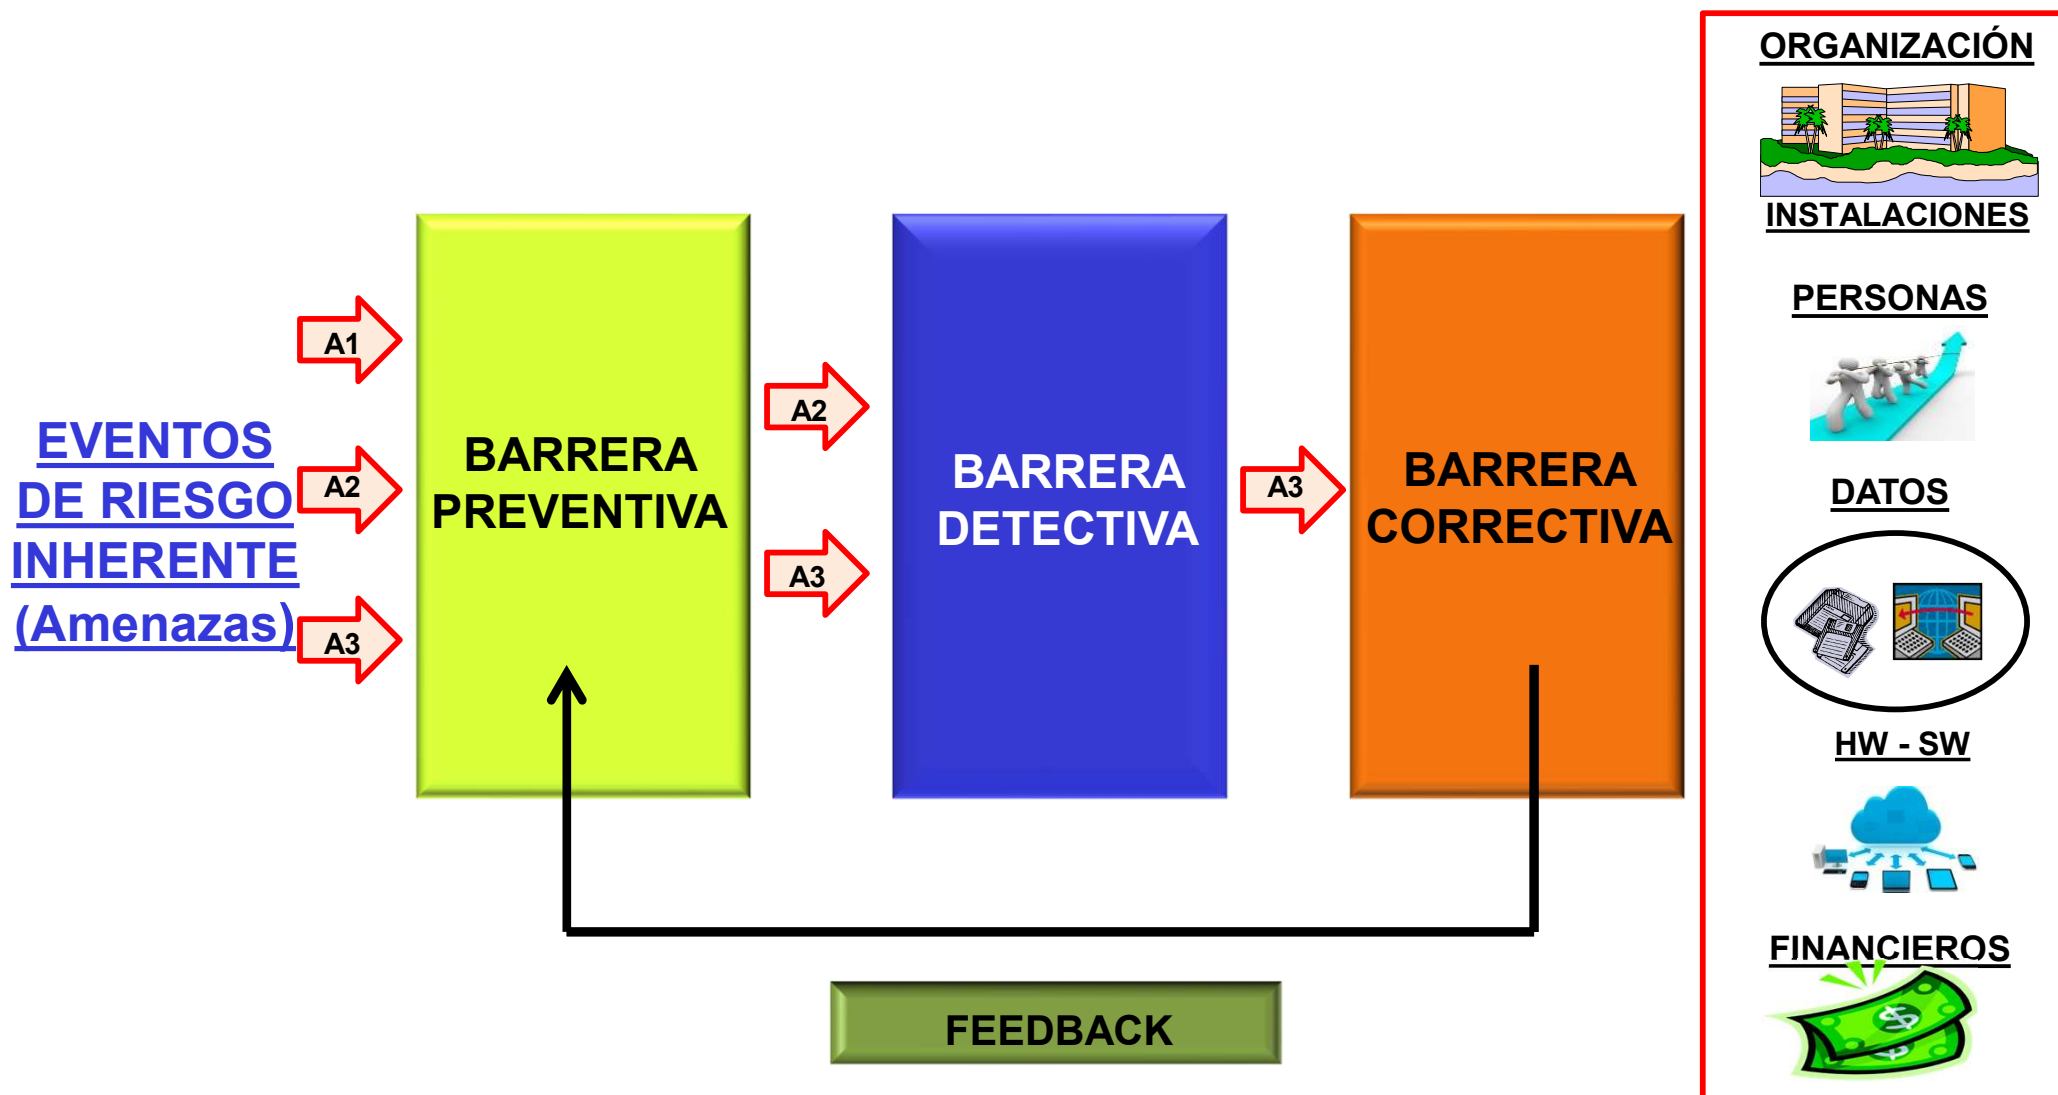 EVENTOS
DE RIESGO
INHERENTE
(Amenazas)
A1
A2
A3
BARRERA
PREVENTIVA
A2
A3
BARRERA
DETECTIVA
A3
BARRERA
CORRECTIVA
FEEDBACK
ORGANIZACIÓN
INSTALACIONES
PERSONAS
DATOS
HW - SW
FINANCIEROS
$
$